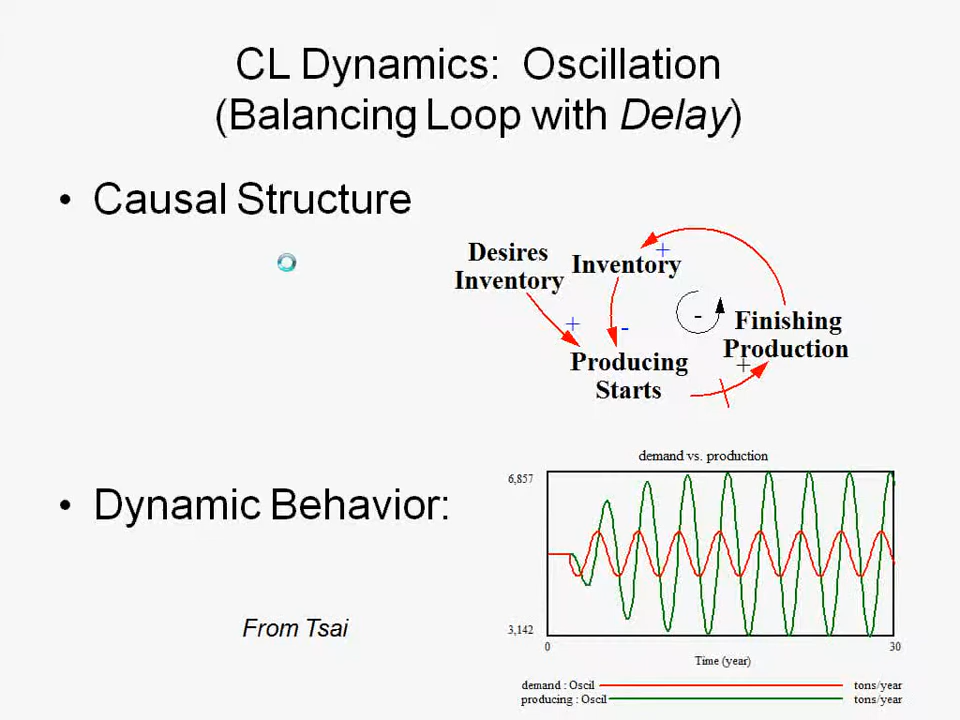 CL Dynamics:  Oscillation
(Balancing Loop with Delay)
• Causal Structure
Desires
Inventory
Inventory
+
+
-
-
Finishing
Production
+
Producing
Starts
• Dynamic Behavior:
From Tsai
demand vs. production
6,857
3,142
0
30
Time (year)
demand : Oscil
tons/year
producing : Oscil
tons/year